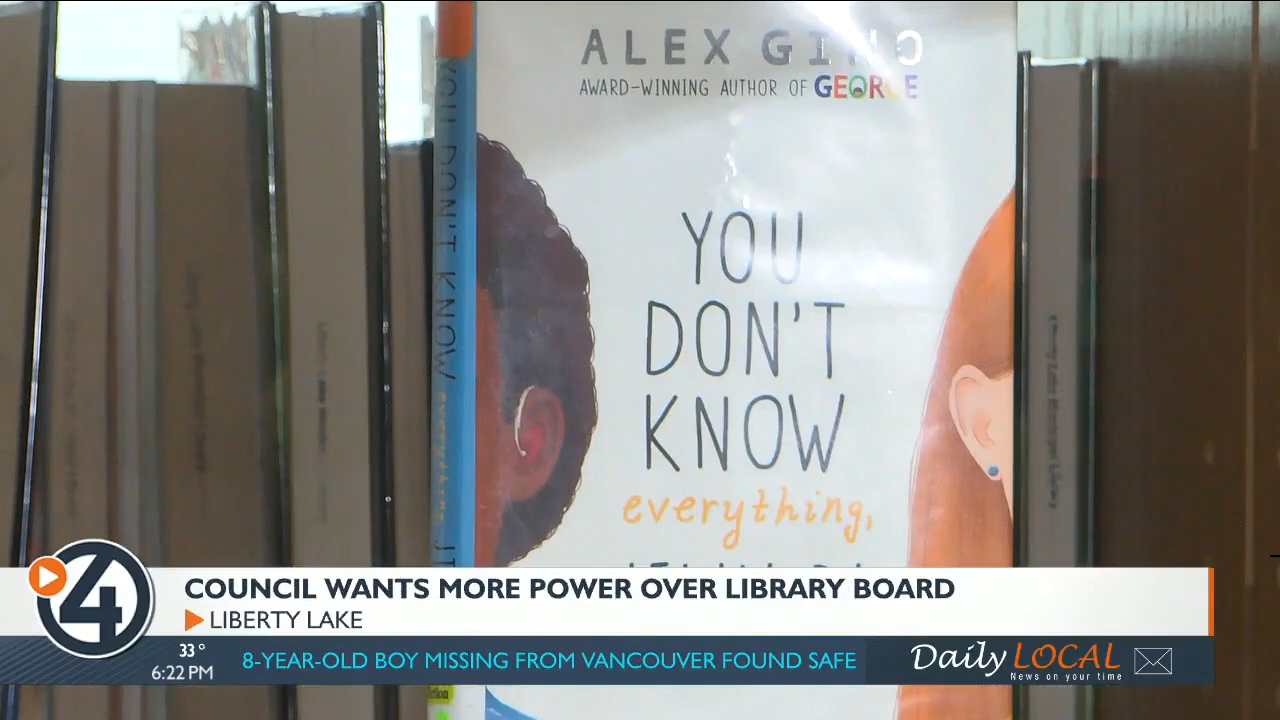 ALEX GINO
AWARD-WINNING AUTHOR OF GEORGE
YOU DON'T KNOW everything, JI
YOU
DON'T
KNOW
everything,
4
COUNCIL WANTS MORE POWER OVER LIBRARY BOARD
LIBERTY LAKE
33°
6:22 PM
8-YEAR-OLD BOY MISSING FROM VANCOUVER FOUND SAFE
Daily LOCAL
News on your time